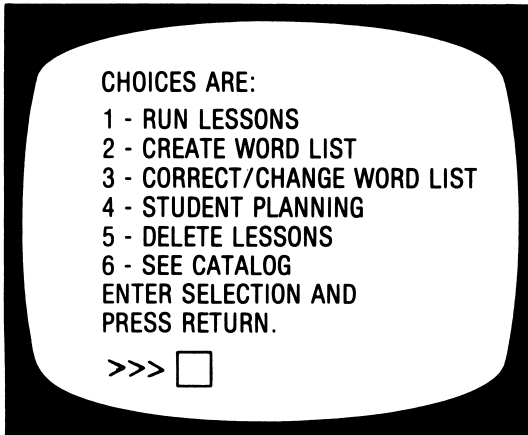 CHOICES ARE:
1 - RUN LESSONS
2 - CREATE WORD LIST
3 - CORRECT/CHANGE WORD LIST
4 - STUDENT PLANNING
5 - DELETE LESSONS
6 - SEE CATALOG
ENTER SELECTION AND
PRESS RETURN.
>>> □